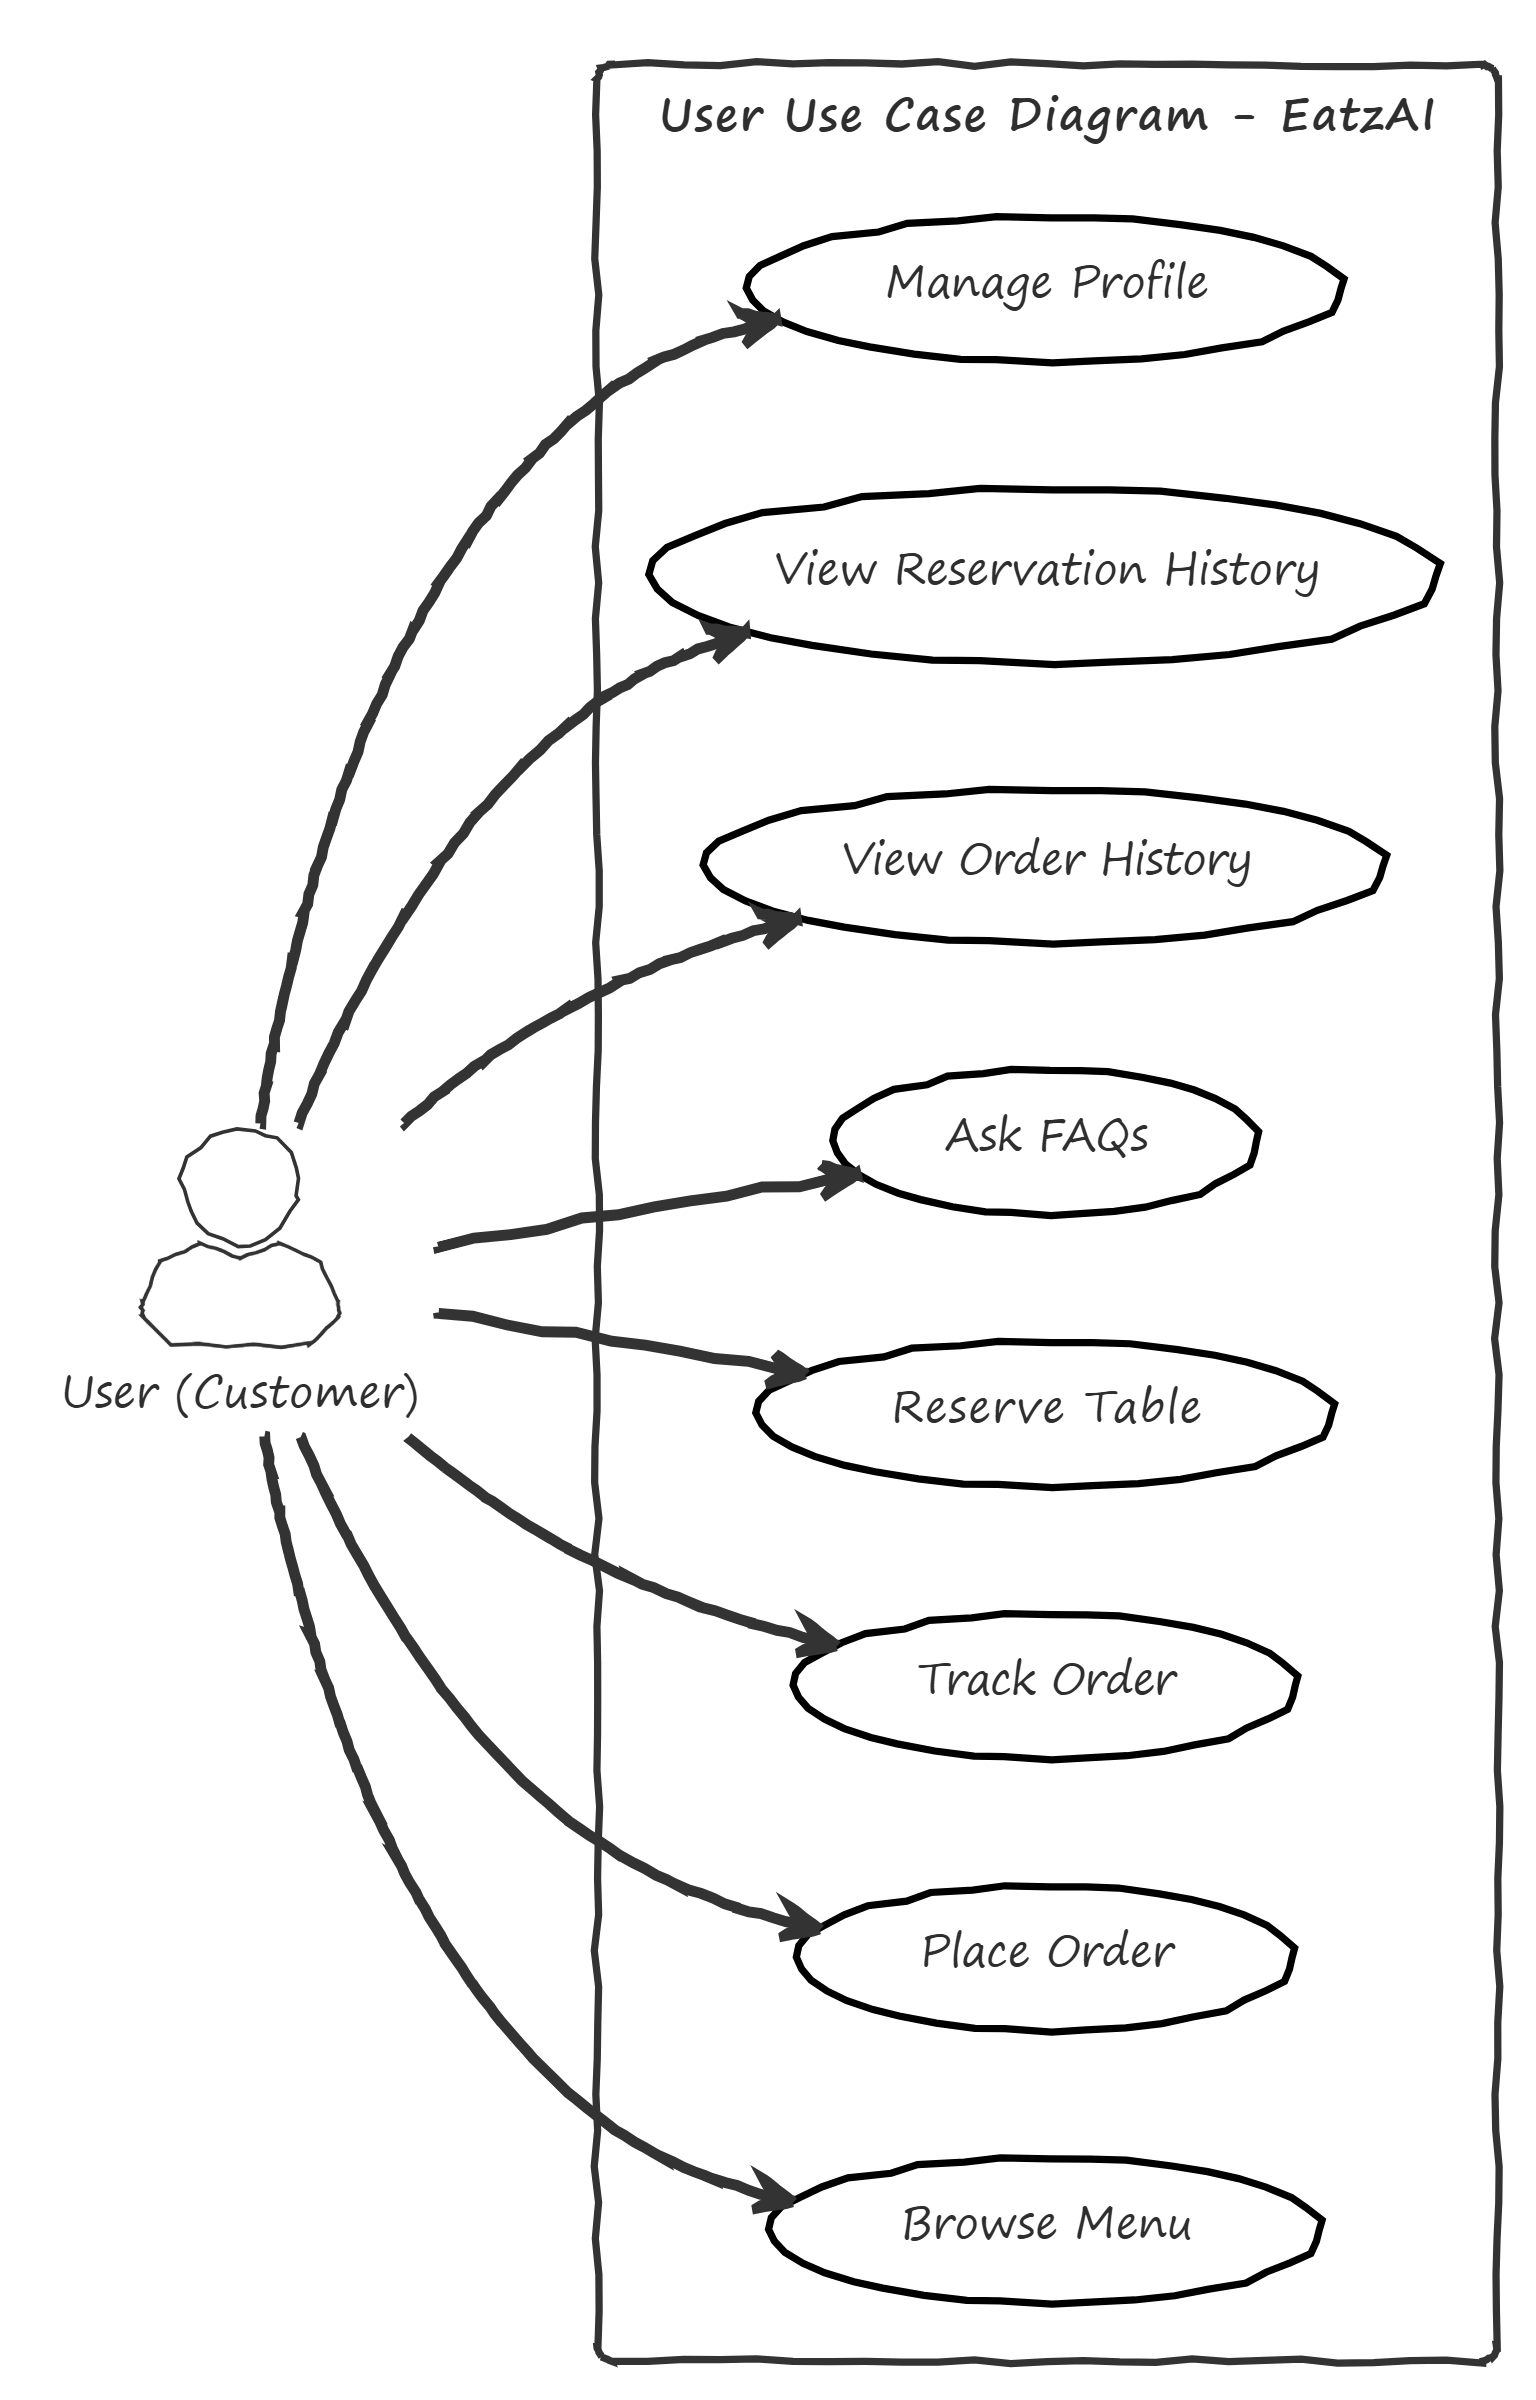 User Use Case Diagram - EatzAI
Manage Profile
View Reservation History
View Order History
Ask FAQs
Reserve Table
User (Customer)
Track Order
Place Order
Browse Menu